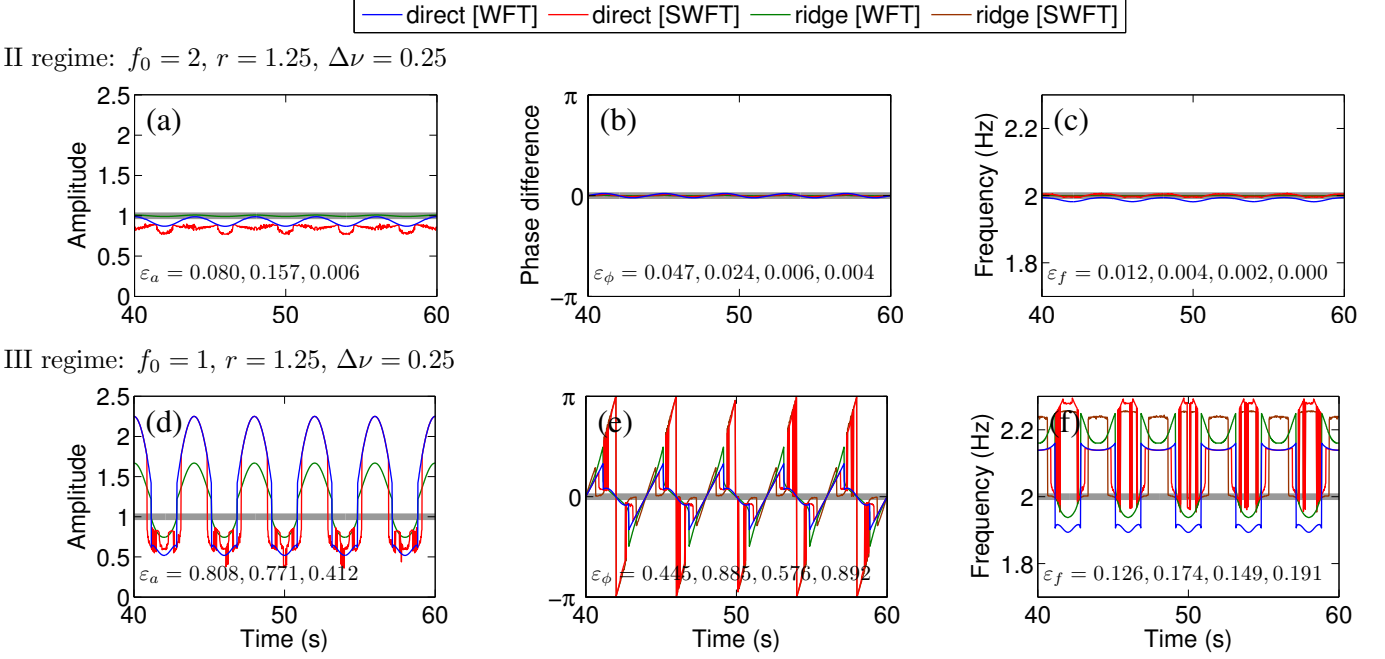 direct [WFT] direct [SWFT] ridge [WFT] ridge [SWFT]
II regime: f₀ = 2, r = 1.25, Δν = 0.25
(a)
2.5
2
1.5
1
0.5
0
Amplitude
εₐ = 0.080, 0.157, 0.006
40 50 60
(b)
π
0
−π
Phase difference
ε_ϕ = 0.047, 0.024, 0.006, 0.004
40 50 60
(c)
2.2
2
1.8
Frequency (Hz)
ε_f = 0.012, 0.004, 0.002, 0.000
40 50 60
III regime: f₀ = 1, r = 1.25, Δν = 0.25
(d)
2.5
2
1.5
1
0.5
0
Amplitude
εₐ = 0.808, 0.771, 0.412
40 50 60
Time (s)
(e)
π
0
−π
Phase difference
ε_ϕ = 0.445, 0.885, 0.576, 0.892
40 50 60
Time (s)
(f)
2.2
2
1.8
Frequency (Hz)
ε_f = 0.126, 0.174, 0.149, 0.191
40 50 60
Time (s)